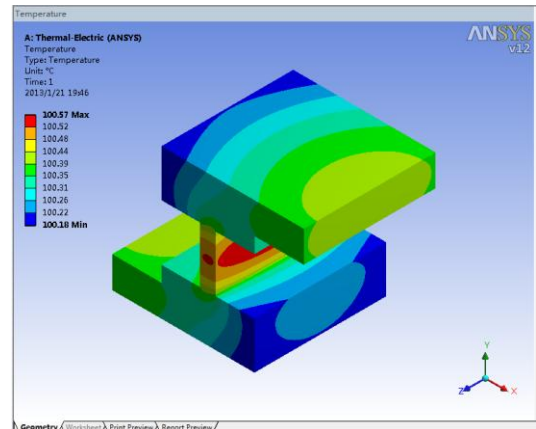 Temperature
A: Thermal-Electric (ANSYS)
Temperature
Type: Temperature
Unit: °C
Time: 1
2013/1/21 19:46
ANSYS
v12
100.57 Max
100.52
100.48
100.44
100.39
100.35
100.31
100.26
100.22
100.18 Min
Y
Z
X
Geometry Worksheet Print Preview Report Preview